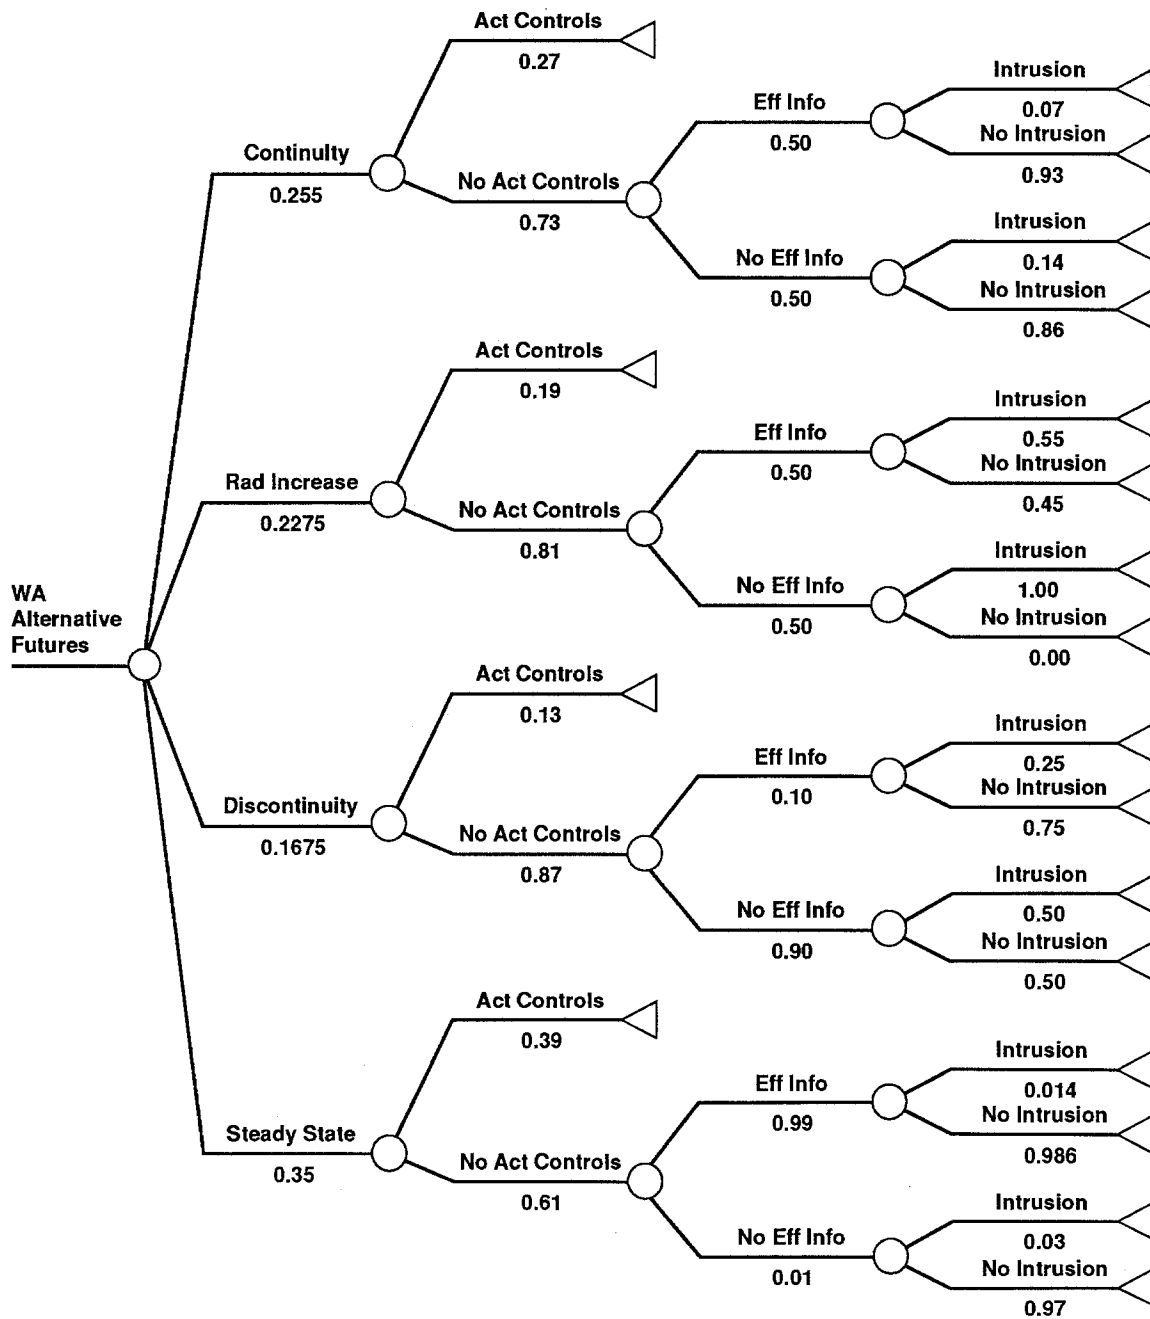 Act Controls
0.27
Intrusion
0.07
Eff Info
0.50
No Intrusion
0.93
Continuity
0.255
No Act Controls
0.73
Intrusion
0.14
No Eff Info
0.50
No Intrusion
0.86
Act Controls
0.19
Intrusion
0.55
Eff Info
0.50
No Intrusion
0.45
Rad Increase
0.2275
No Act Controls
0.81
Intrusion
1.00
No Eff Info
0.50
No Intrusion
0.00
WA
Alternative
Futures
Act Controls
0.13
Intrusion
0.25
Eff Info
0.10
No Intrusion
0.75
Discontinuity
0.1675
No Act Controls
0.87
Intrusion
0.50
No Eff Info
0.90
No Intrusion
0.50
Act Controls
0.39
Intrusion
0.014
Eff Info
0.99
No Intrusion
0.986
Steady State
0.35
No Act Controls
0.61
Intrusion
0.03
No Eff Info
0.01
No Intrusion
0.97